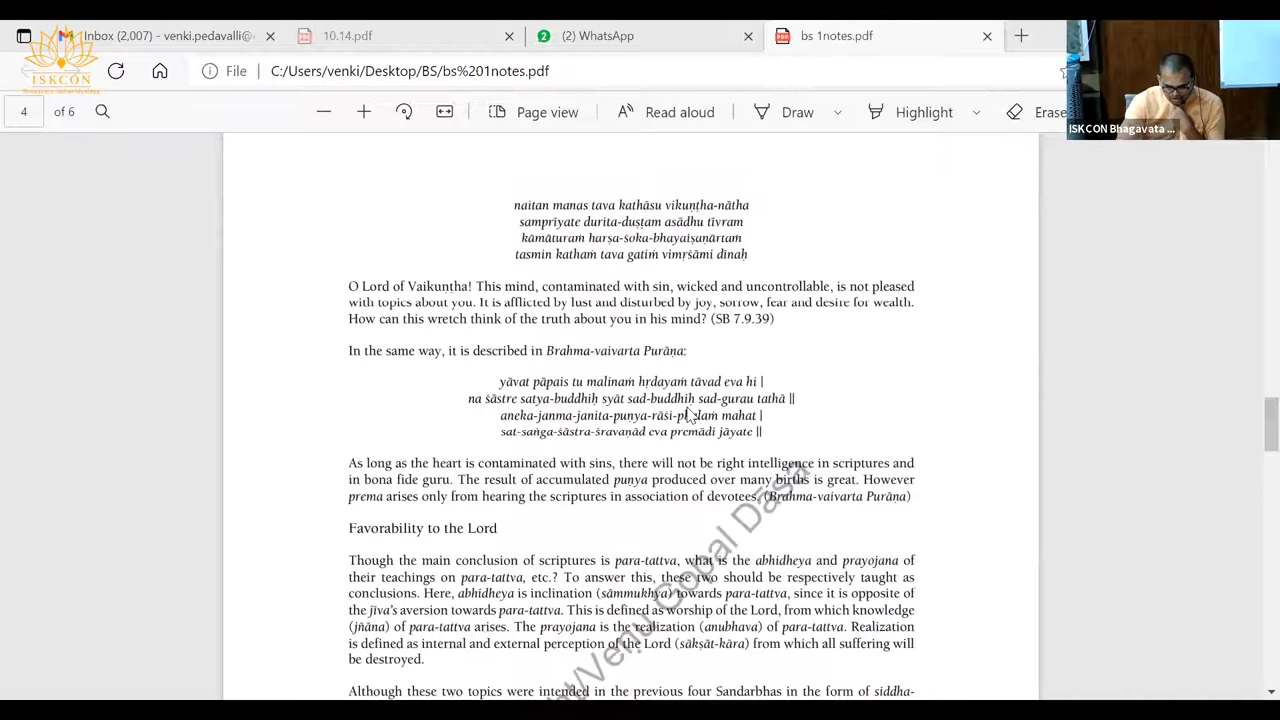 Inbox (2,007) - venki.pedavalli@
10.14.pdf
2
(2) WhatsApp
bs 1notes.pdf
ISKCON
File
C:/Users/venki/Desktop/BS/bs%201notes.pdf
4
of 6
Page view
Read aloud
Draw
Highlight
Erase
ISKCON Bhagavata ...
naitan manas tava kathāsu vikuṇṭha-nātha
samprīyate durita-duṣṭam asādhu tīvram
kāmāturaṁ harṣa-śoka-bhayaiṣaṇārtaṁ
tasmin kathaṁ tava gatiṁ vimṛśāmi dīnaḥ
O Lord of Vaikuṇṭha! This mind, contaminated with sin, wicked and uncontrollable, is not pleased
with topics about you. It is afflicted by lust and disturbed by joy, sorrow, fear and desire for wealth.
How can this wretch think of the truth about you in his mind? (SB 7.9.39)
In the same way, it is described in Brahma-vaivarta Purāṇa:
yāvat pāpais tu malinaṁ hṛdayaṁ tāvad eva hi |
na śāstre satya-buddhiḥ syāt sad-buddhiḥ sad-gurau tathā ||
aneka-janma-janita-puṇya-rāśi-phalaṁ mahat |
sat-saṅga-śāstra-śravaṇād eva premādi jāyate ||
As long as the heart is contaminated with sins, there will not be right intelligence in scriptures and
in bona fide guru. The result of accumulated puṇya produced over many births is great. However
prema arises only from hearing the scriptures in association of devotees. (Brahma-vaivarta Purāṇa)
Favorability to the Lord
Though the main conclusion of scriptures is para-tattva, what is the abhidheya and prayojana of
their teachings on para-tattva, etc.? To answer this, these two should be respectively taught as
conclusions. Here, abhidheya is inclination (sāmmukhya) towards para-tattva, since it is opposite of
the jīva's aversion towards para-tattva. This is defined as worship of the Lord, from which knowledge
(jñāna) of para-tattva arises. The prayojana is the realization (anubhava) of para-tattva. Realization
is defined as internal and external perception of the Lord (sākṣāt-kāra) from which all suffering will
be destroyed.
Although these two topics were intended in the previous four Sandarbhas in the form of siddha-
Veṇu Gopal Dāsa